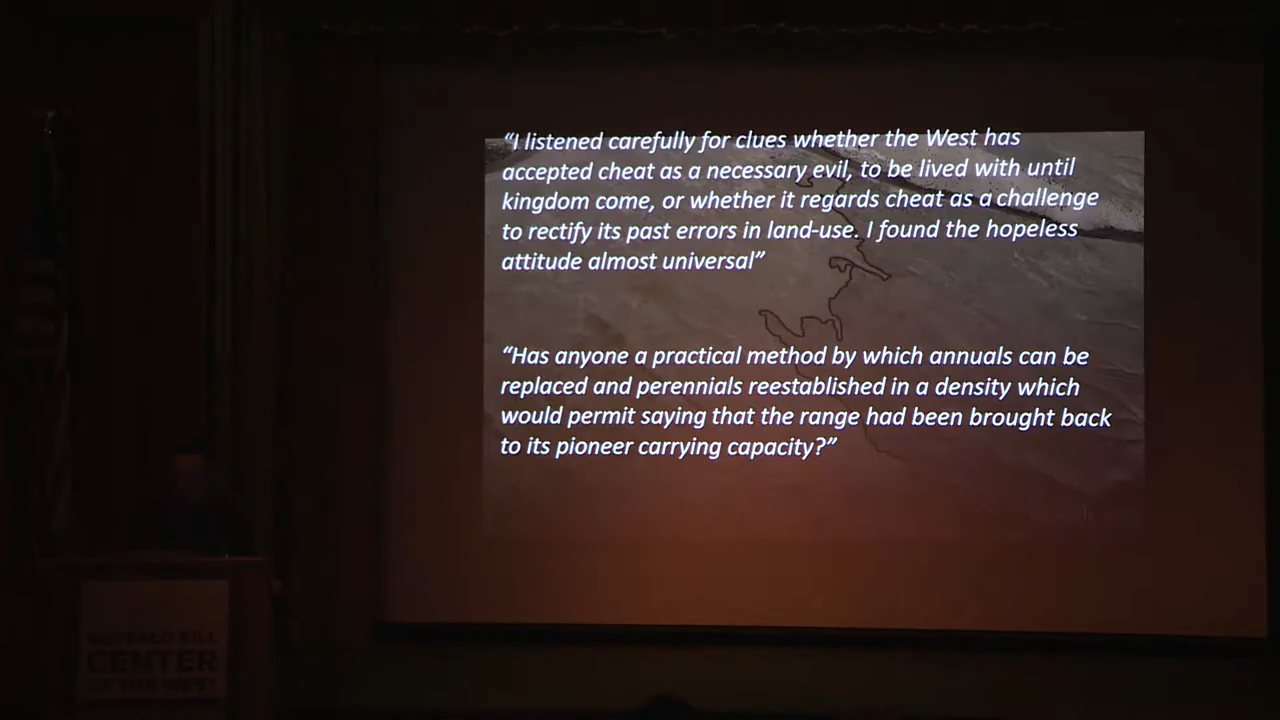 “I listened carefully for clues whether the West has
accepted cheat as a necessary evil, to be lived with until
kingdom come, or whether it regards cheat as a challenge
to rectify its past errors in land-use. I found the hopeless
attitude almost universal”
“Has anyone a practical method by which annuals can be
replaced and perennials reestablished in a density which
would permit saying that the range had been brought back
to its pioneer carrying capacity?”
BUFFALO BILL
CENTER
OF THE WEST